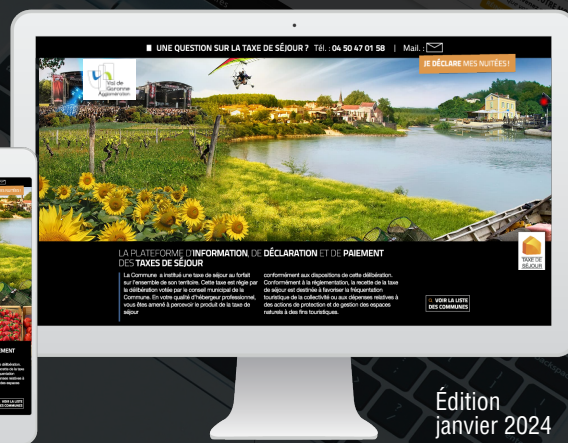 UNE QUESTION SUR LA TAXE DE SÉJOUR ? Tél. : 04 50 47 01 58 | Mail. :
JE DÉCLARE MES NUITÉES !
Val de
Garonne
Agglomération
LA PLATEFORME D'INFORMATION, DE DÉCLARATION ET DE PAIEMENT
DES TAXES DE SÉJOUR
La Commune a institué une taxe de séjour au forfait
sur l'ensemble de son territoire. Cette taxe est régie par
la délibération votée par le conseil municipal de la
Commune. En votre qualité d'hébergeur professionnel,
vous êtes amené à percevoir le produit de la taxe de
séjour
conformément aux dispositions de cette délibération.
Conformément à la réglementation, la recette de la taxe
de séjour est destinée à favoriser la fréquentation
touristique de la collectivité ou aux dépenses relatives à
des actions de protection et de gestion des espaces
naturels à des fins touristiques.
TAXE DE
SÉJOUR
VOIR LA LISTE
DES COMMUNES
Édition
janvier 2024